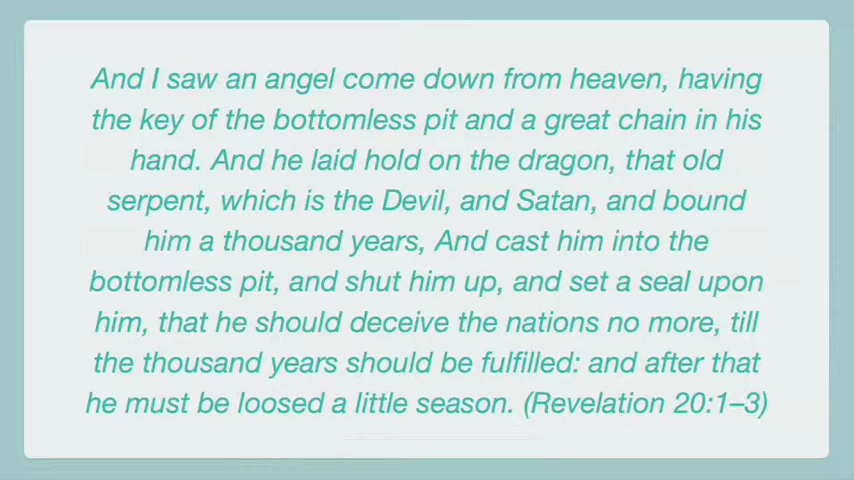 And I saw an angel come down from heaven, having
the key of the bottomless pit and a great chain in his
hand. And he laid hold on the dragon, that old
serpent, which is the Devil, and Satan, and bound
him a thousand years, And cast him into the
bottomless pit, and shut him up, and set a seal upon
him, that he should deceive the nations no more, till
the thousand years should be fulfilled: and after that
he must be loosed a little season. (Revelation 20:1–3)